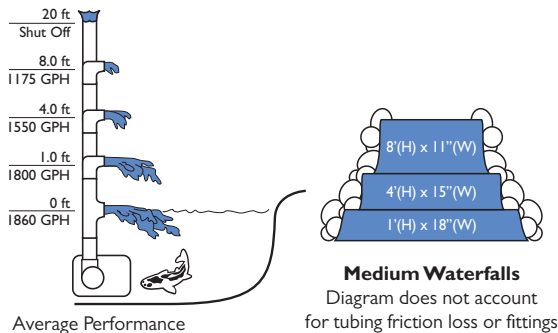 20 ft
Shut Off
8.0 ft
1175 GPH
4.0 ft
1550 GPH
1.0 ft
1800 GPH
0 ft
1860 GPH
Average Performance
8'(H) x 11"(W)
4'(H) x 15"(W)
1'(H) x 18"(W)
Medium Waterfalls
Diagram does not account
for tubing friction loss or fittings